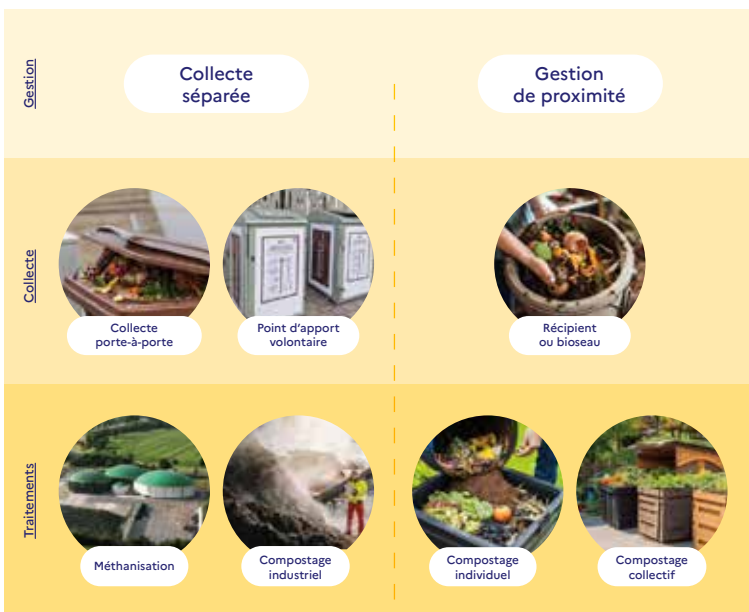 Gestion
Collecte
séparée
Gestion
de proximité
Collecte
Collecte
porte-à-porte
Point d'apport
volontaire
Récipient
ou bioseau
Traitements
Méthanisation
Compostage
industriel
Compostage
individuel
Compostage
collectif